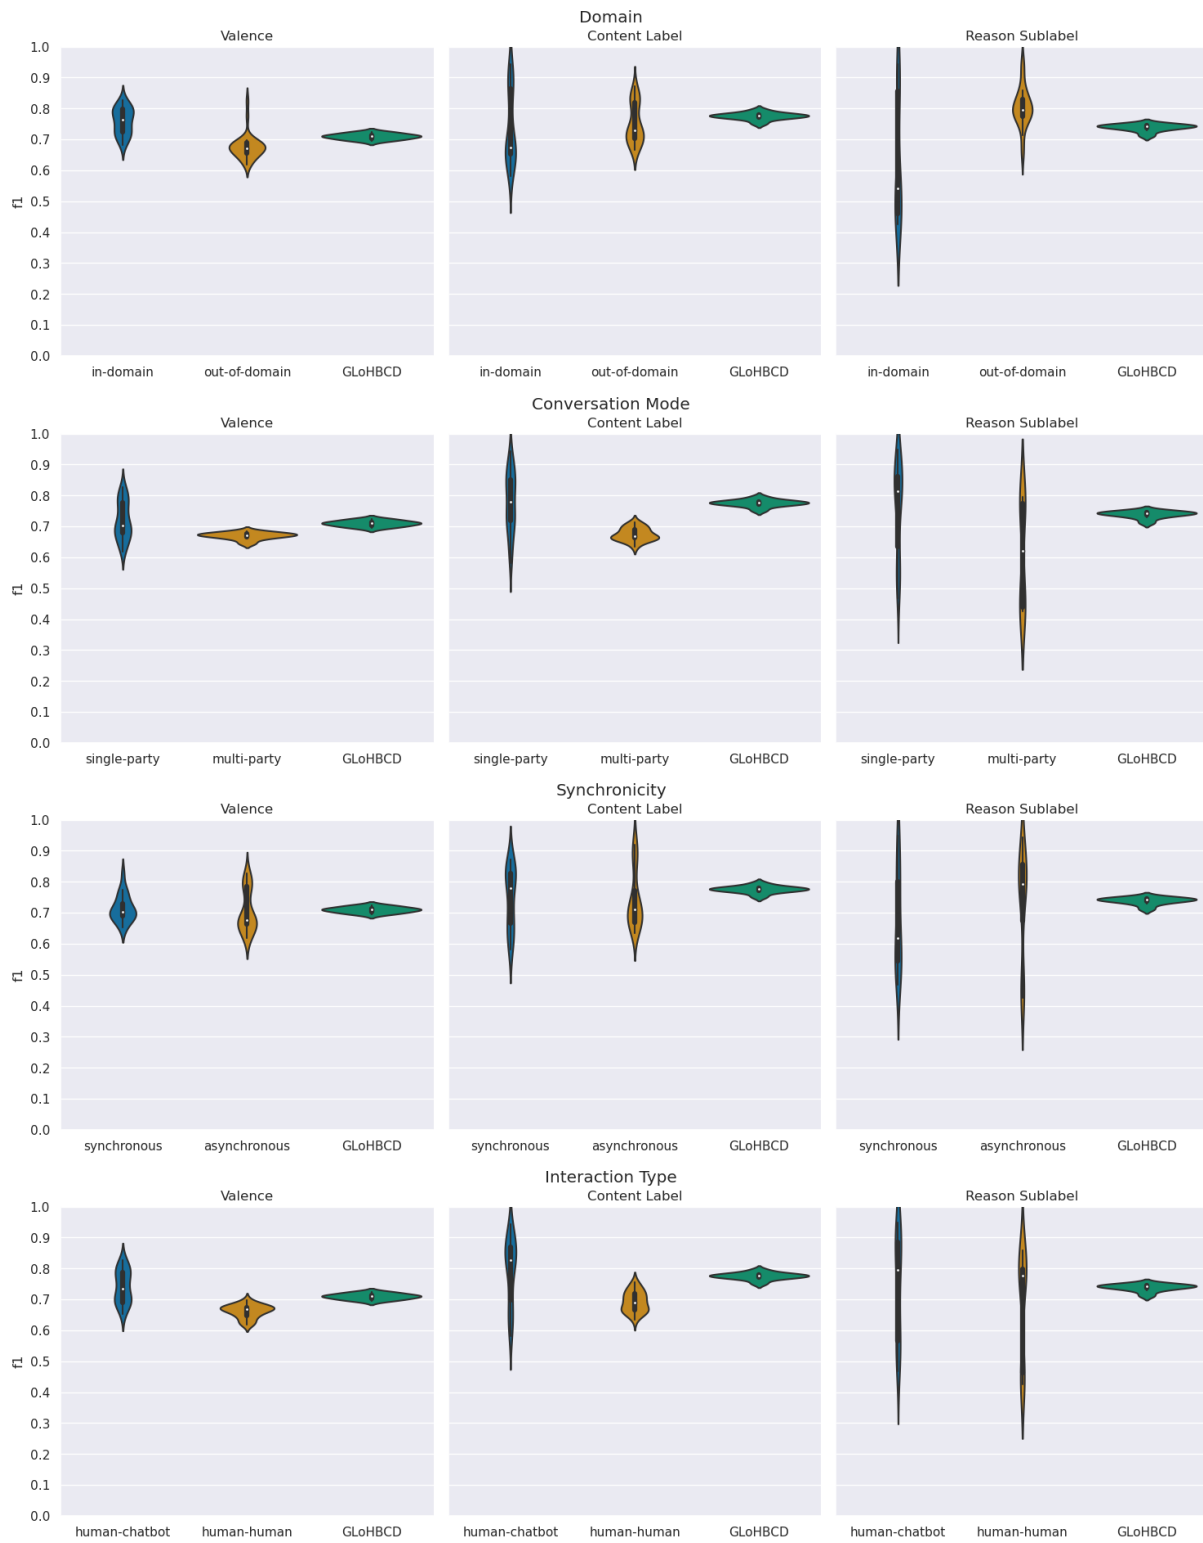 Domain
Valence
Content Label
Reason Sublabel
1.0
0.9
0.8
0.7
0.6
0.5
0.4
0.3
0.2
0.1
0.0
f1
in-domain out-of-domain GLoHBCD
in-domain out-of-domain GLoHBCD
in-domain out-of-domain GLoHBCD
Conversation Mode
Valence
Content Label
Reason Sublabel
1.0
0.9
0.8
0.7
0.6
0.5
0.4
0.3
0.2
0.1
0.0
f1
single-party multi-party GLoHBCD
single-party multi-party GLoHBCD
single-party multi-party GLoHBCD
Synchronicity
Valence
Content Label
Reason Sublabel
1.0
0.9
0.8
0.7
0.6
0.5
0.4
0.3
0.2
0.1
0.0
f1
synchronous asynchronous GLoHBCD
synchronous asynchronous GLoHBCD
synchronous asynchronous GLoHBCD
Interaction Type
Valence
Content Label
Reason Sublabel
1.0
0.9
0.8
0.7
0.6
0.5
0.4
0.3
0.2
0.1
0.0
f1
human-chatbot human-human GLoHBCD
human-chatbot human-human GLoHBCD
human-chatbot human-human GLoHBCD